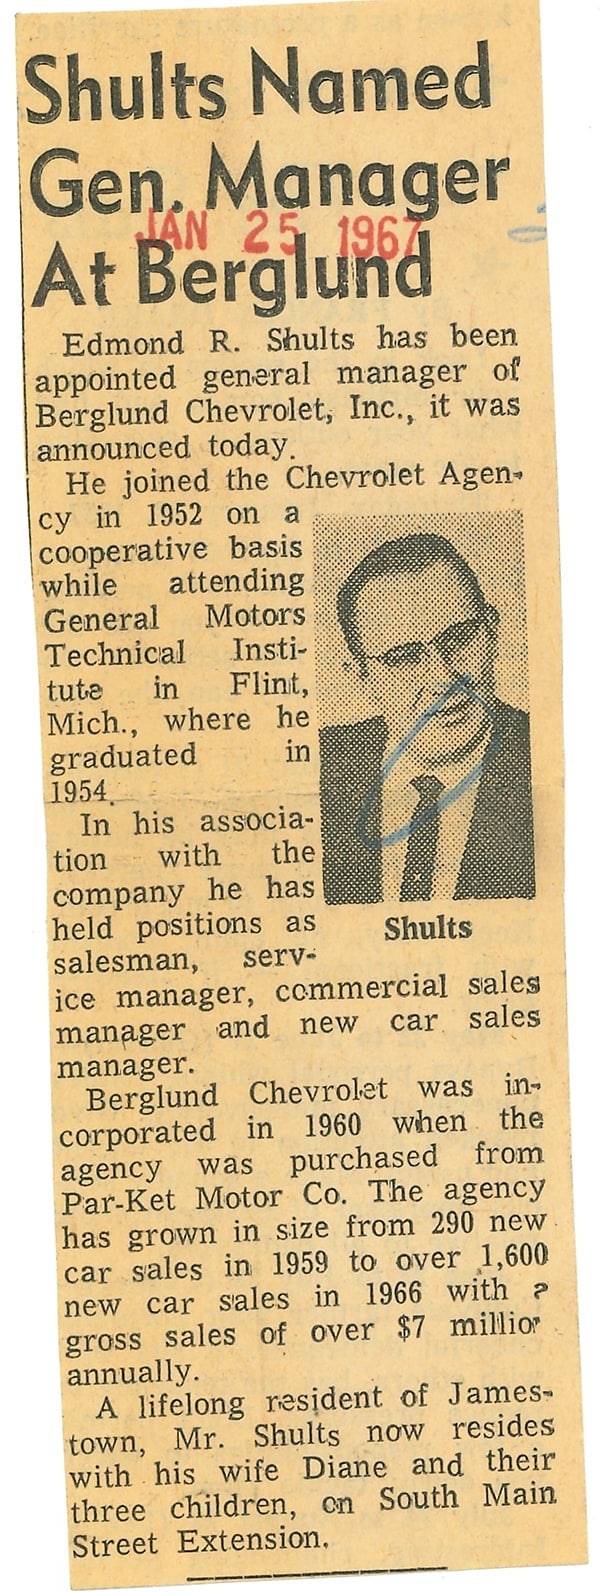 Shults Named
Gen. Manager
JAN 25 1967
At Berglund
Edmond R. Shults has been
appointed general manager of
Berglund Chevrolet, Inc., it was
announced today.
He joined the Chevrolet Agen-
cy in 1952 on a
cooperative basis
while attending
General Motors
Technical Insti-
tute in Flint,
Mich., where he
graduated in
1954.
In his associa-
tion with the
company he has
held positions as
salesman, serv-
Shults
ice manager, commercial sales
manager and new car sales
manager.
Berglund Chevrolet was in-
corporated in 1960 when the
agency was purchased from
Par-Ket Motor Co. The agency
has grown in size from 290 new
car sales in 1959 to over 1,600
new car sales in 1966 with a
gross sales of over $7 million
annually.
A lifelong resident of James-
town, Mr. Shults now resides
with his wife Diane and their
three children, on South Main
Street Extension.